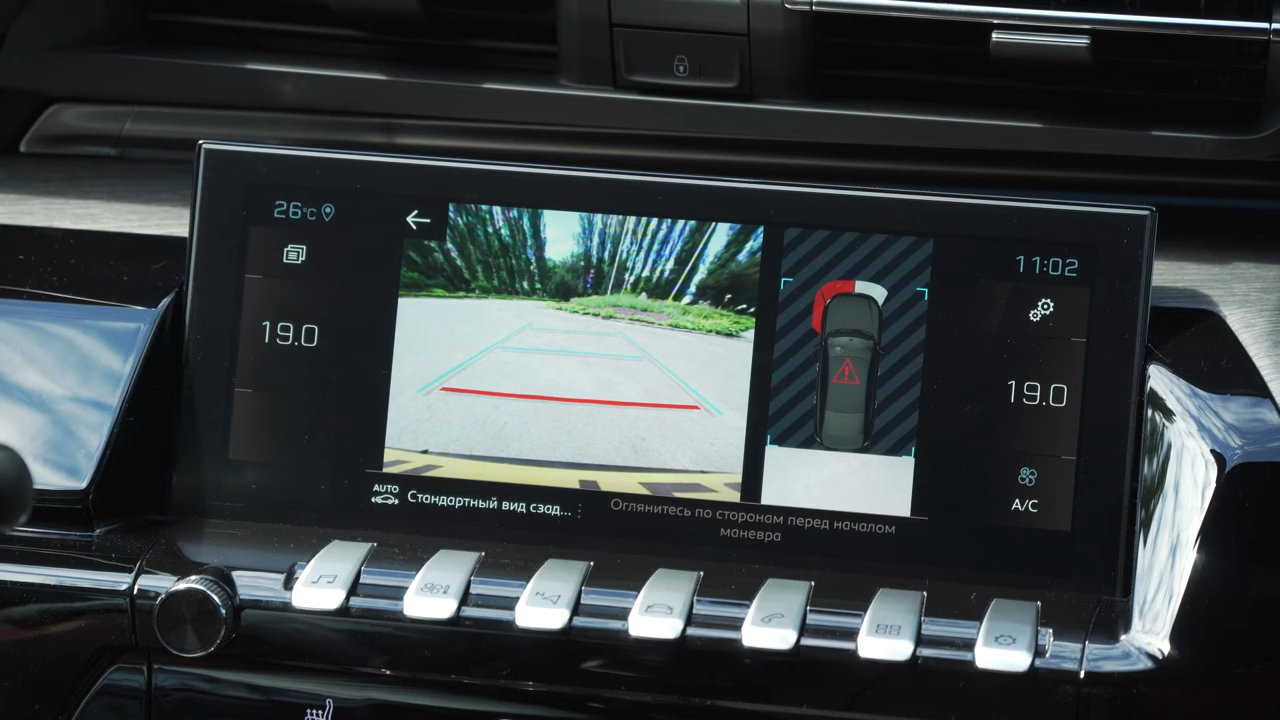 26°C
11:02
19.0
19.0
AUTO
Стандартный вид сзад...
Оглянитесь по сторонам перед началом
маневра
A/C
N